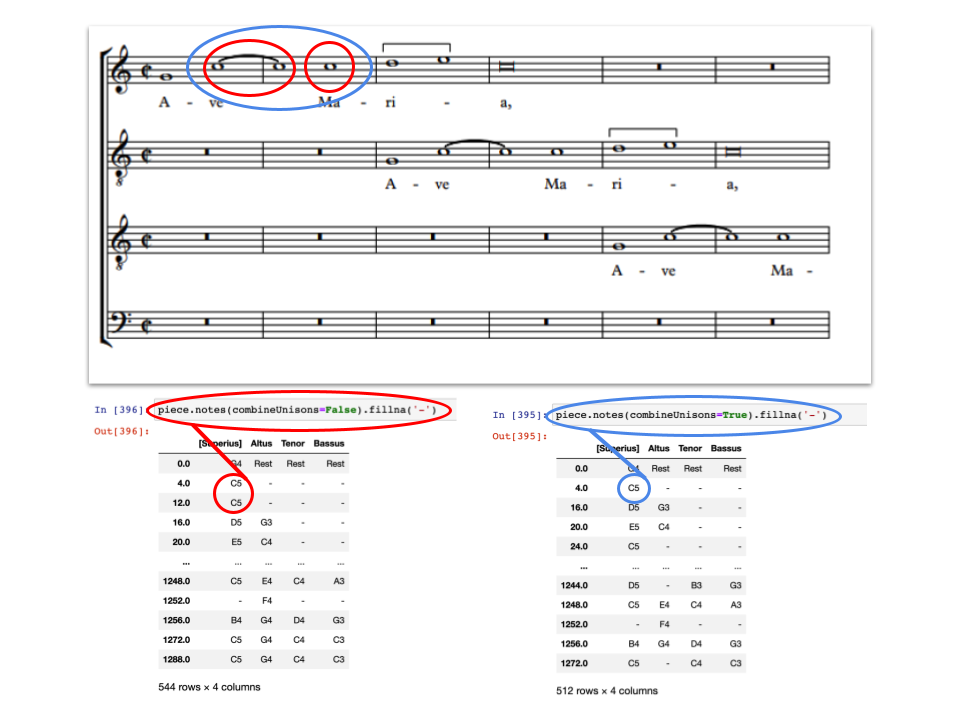 A - ve Ma - ri - a,
8
A - ve Ma - ri - a,
8
A - ve Ma -
In [396]: piece.notes(combineUnisons=False).fillna('-')
Out[396]:
[Superius] Altus Tenor Bassus
0.0 G4 Rest Rest Rest
4.0 C5 - - -
12.0 C5 - - -
16.0 D5 G3 - -
20.0 E5 C4 - -
... ... ... ... ...
1248.0 C5 E4 C4 A3
1252.0 - F4 - -
1256.0 B4 G4 D4 G3
1272.0 C5 G4 C4 C3
1288.0 C5 G4 C4 C3
544 rows × 4 columns
In [395]: piece.notes(combineUnisons=True).fillna('-')
Out[395]:
[Superius] Altus Tenor Bassus
0.0 G4 Rest Rest Rest
4.0 C5 - - -
16.0 D5 G3 - -
20.0 E5 C4 - -
24.0 C5 - - -
... ... ... ... ...
1244.0 D5 - B3 G3
1248.0 C5 E4 C4 A3
1252.0 - F4 - -
1256.0 B4 G4 D4 G3
1272.0 C5 - C4 C3
512 rows × 4 columns